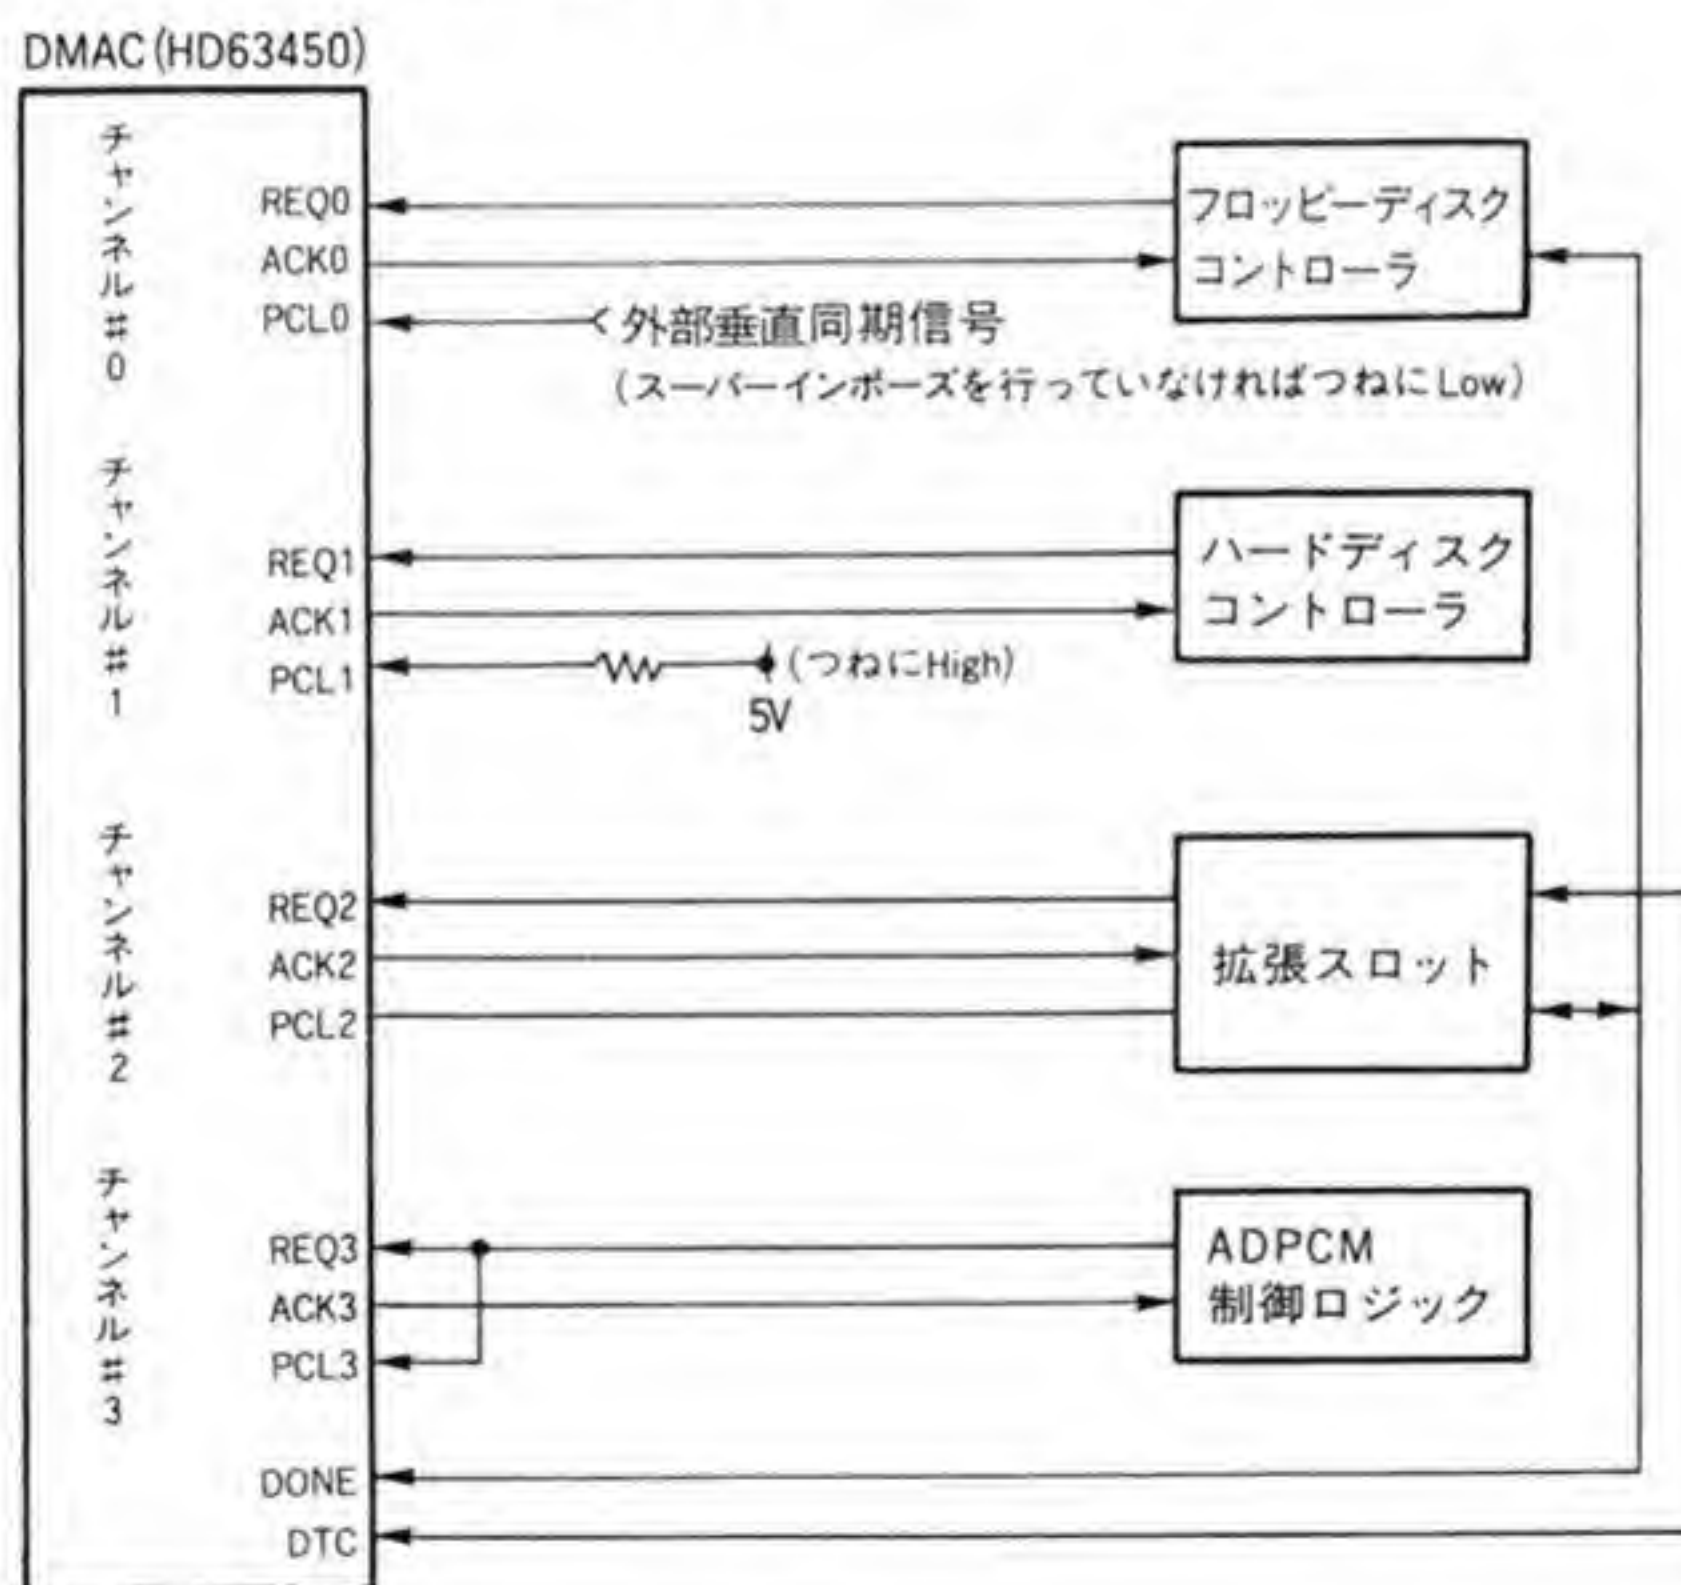 DMAC(HD63450)
チャンネル#0
REQ0
ACK0
PCL0
フロッピーディスク
コントローラ
外部垂直同期信号
(スーパーインポーズを行っていなければつねにLow)
チャンネル#1
REQ1
ACK1
PCL1
ハードディスク
コントローラ
(つねにHigh)
5V
チャンネル#2
REQ2
ACK2
PCL2
拡張スロット
チャンネル#3
REQ3
ACK3
PCL3
ADPCM
制御ロジック
DONE
DTC